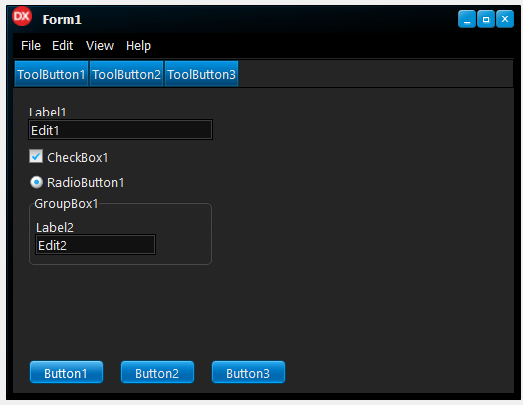 DX Form1
File Edit View Help
ToolButton1 ToolButton2 ToolButton3
Label1
Edit1
CheckBox1
RadioButton1
GroupBox1
Label2
Edit2
Button1 Button2 Button3